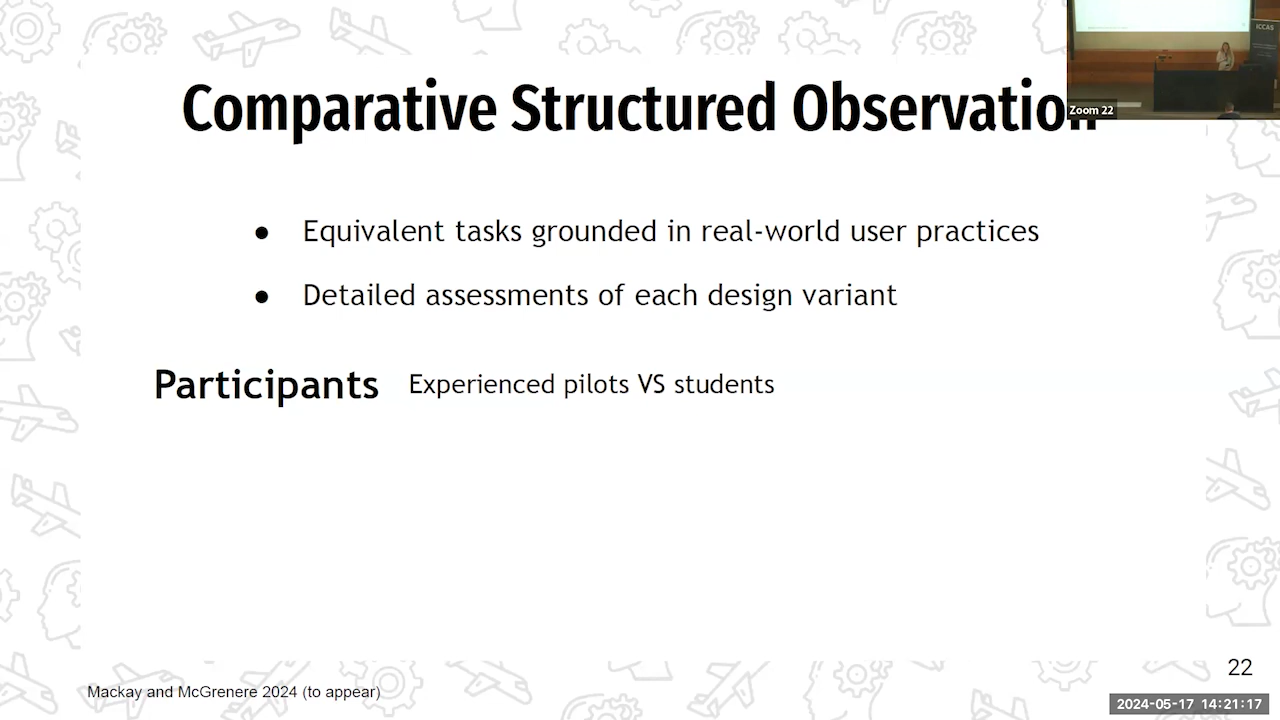 Comparative Structured Observation
ICCAS
Zoom 22
● Equivalent tasks grounded in real-world user practices
● Detailed assessments of each design variant
Participants Experienced pilots VS students
22
Mackay and McGrenere 2024 (to appear)
2024-05-17 14:21:17